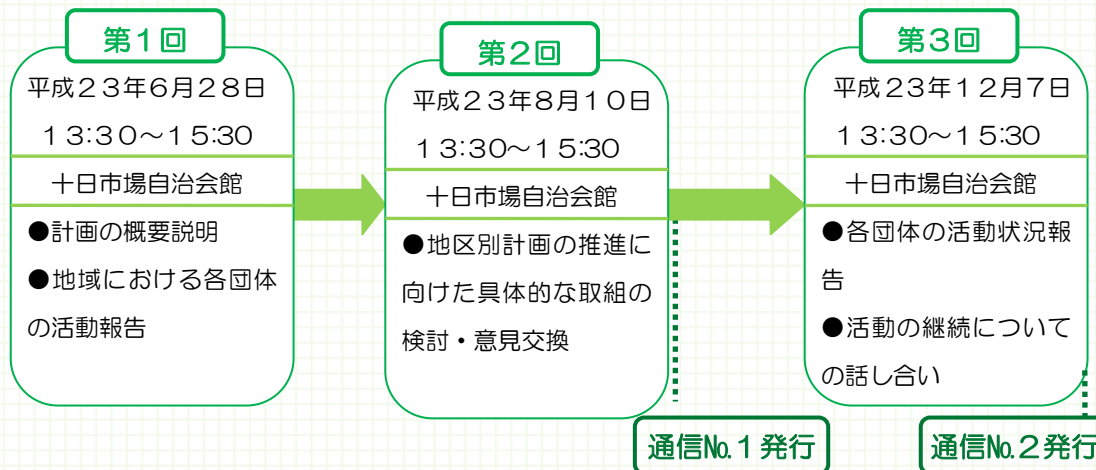 第１回
平成２３年６月２８日
１３:３０～１５:３０
十日市場自治会館
●計画の概要説明
●地域における各団体
の活動報告
第２回
平成２３年８月１０日
１３:３０～１５:３０
十日市場自治会館
●地区別計画の推進に
向けた具体的な取組の
検討・意見交換
第３回
平成２３年１２月７日
１３:３０～１５:３０
十日市場自治会館
●各団体の活動状況報
告
●活動の継続について
の話し合い
通信№１発行
通信№２発行